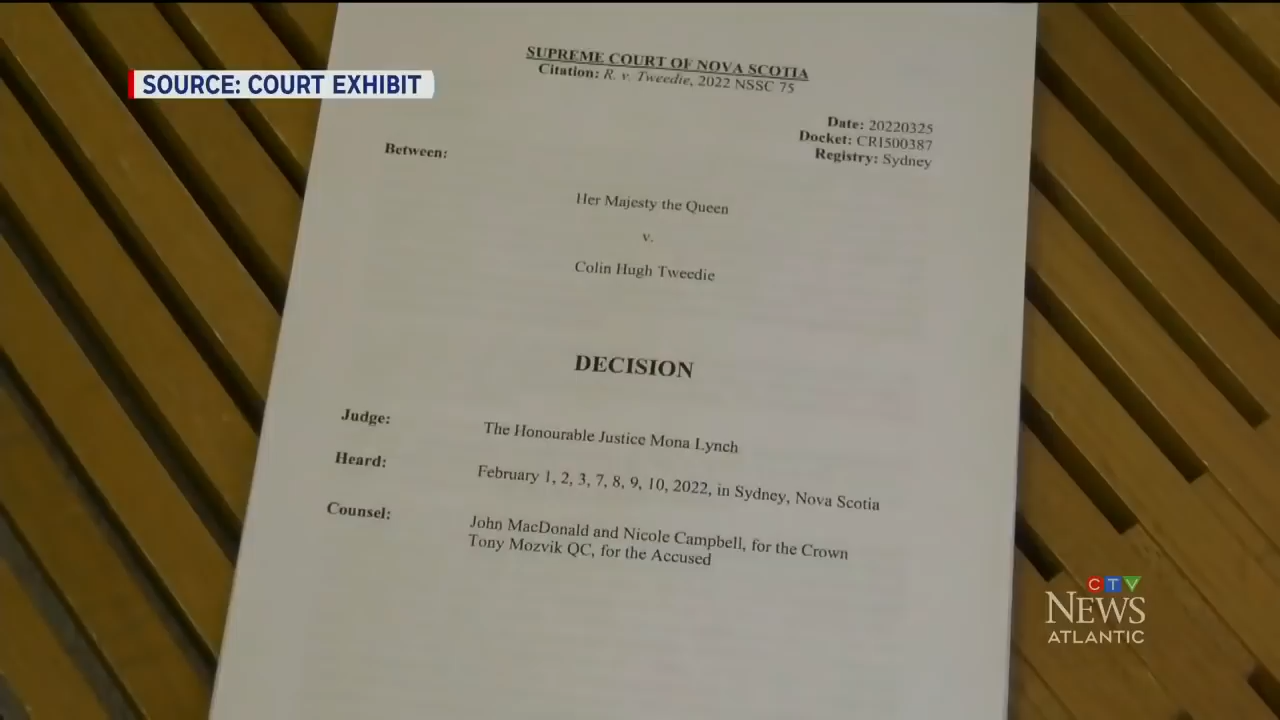 SOURCE: COURT EXHIBIT
SUPREME COURT OF NOVA SCOTIA
Citation: R. v. Tweedie, 2022 NSSC 75
Date: 20220325
Docket: CRI500387
Registry: Sydney
Between:
Her Majesty the Queen
v.
Colin Hugh Tweedie
DECISION
Judge: The Honourable Justice Mona Lynch
Heard: February 1, 2, 3, 7, 8, 9, 10, 2022, in Sydney, Nova Scotia
Counsel: John MacDonald and Nicole Campbell, for the Crown
Tony Mozvik QC, for the Accused
CTV
NEWS
ATLANTIC